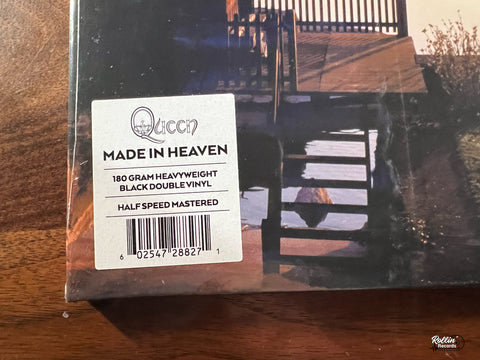 Queen
MADE IN HEAVEN
180 GRAM HEAVYWEIGHT
BLACK DOUBLE VINYL
HALF SPEED MASTERED
6 02547 28827 1
Rollin'
Records